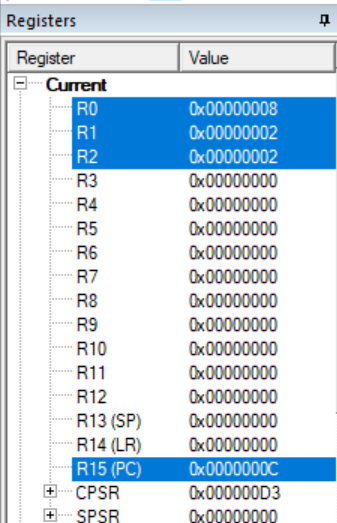 Registers
Register Value
Current
R0 0x00000008
R1 0x00000002
R2 0x00000002
R3 0x00000000
R4 0x00000000
R5 0x00000000
R6 0x00000000
R7 0x00000000
R8 0x00000000
R9 0x00000000
R10 0x00000000
R11 0x00000000
R12 0x00000000
R13 (SP) 0x00000000
R14 (LR) 0x00000000
R15 (PC) 0x0000000C
CPSR 0x000000D3
SPSR 0x00000000